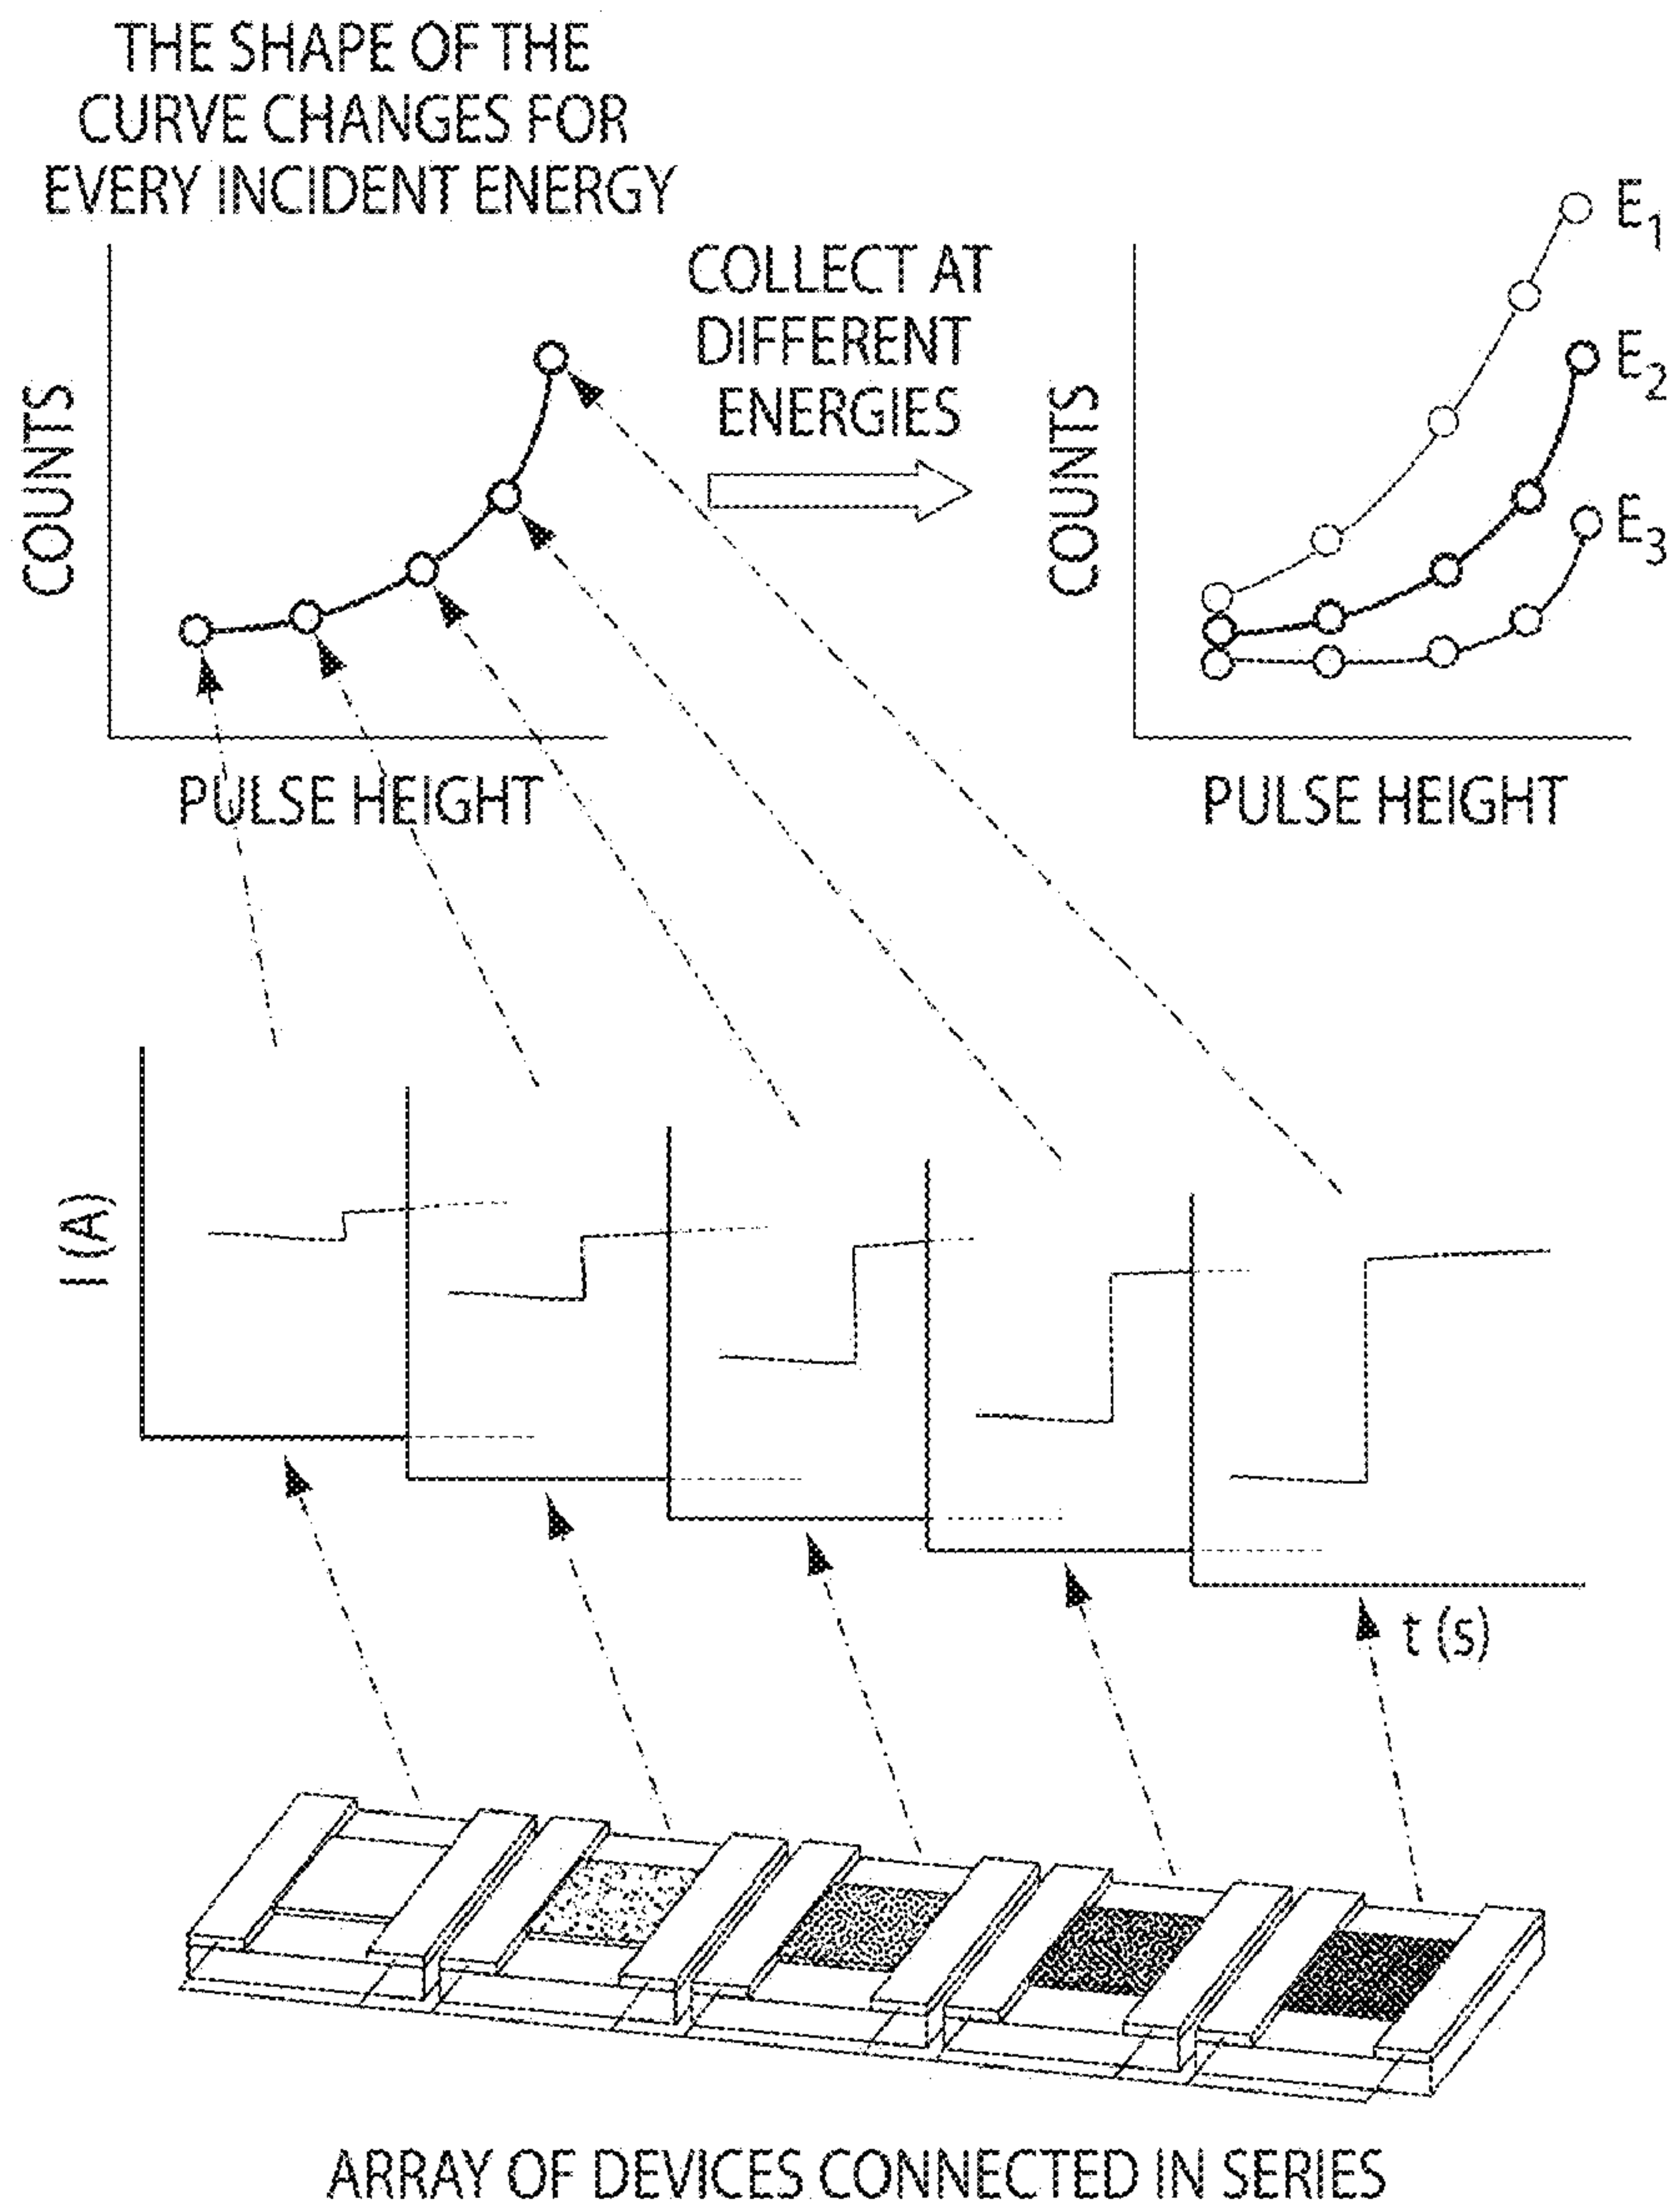 THE SHAPE OF THE
CURVE CHANGES FOR
EVERY INCIDENT ENERGY
COUNTS
PULSE HEIGHT
COLLECT AT
DIFFERENT
ENERGIES
COUNTS
E1
E2
E3
PULSE HEIGHT
I (A)
t (s)
ARRAY OF DEVICES CONNECTED IN SERIES